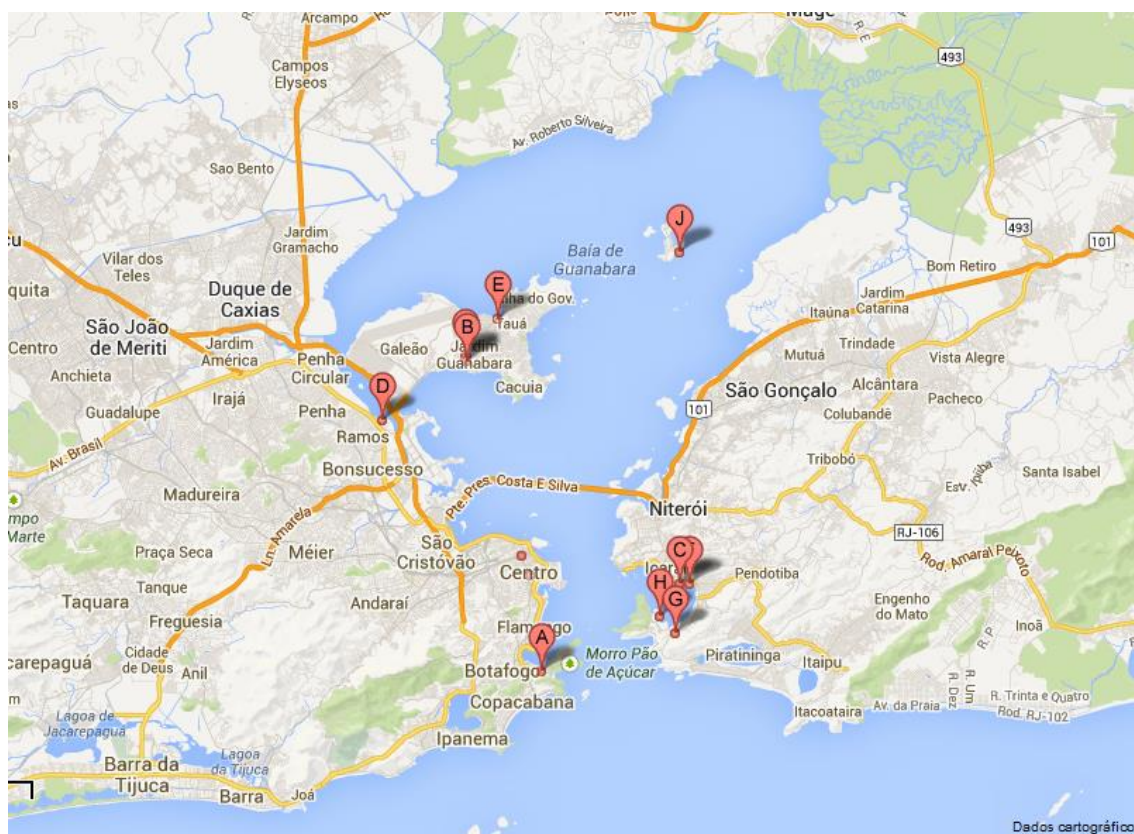 Arcampo
Magé
Campos
Elyseos
493
Av. Roberto Silveira
Sao Bento
J
493
101
Jardim
Gramacho
Vilar dos
Teles
Baía de
Guanabara
Bom Retiro
Duque de
Caxias
E
Jardim
Catarina
Itaúna
São João
de Meriti
Tauá
B
Galeão
Jardim
Guanabara
Centro
Jardim
América
Penha
Circular
Mutuá
Trindade
Vista Alegre
Anchieta
Irajá
Cacuia
D
São Gonçalo
Alcântara
Pacheco
Guadalupe
Penha
101
Colubandê
Ramos
Av. Brasil
Bonsucesso
Tribobó
Santa Isabel
Madureira
Pte. Pres. Costa E Silva
Niterói
Ln. Amarela
Praça Seca
Méier
São
Cristóvão
RJ-106
Rod. Amaral Peixoto
C
Centro
Tanque
Pendotiba
Taquara
Andaraí
H
G
Engenho
do Mato
Freguesia
Flamengo
A
Inoã
Cidade
de Deus
Anil
Botafogo
Morro Pão
de Açúcar
Piratininga
Itaipu
Copacabana
R. P
R. Um
R. Dez
R. Trinta e Quatro
Lagoa de
Jacarepaguá
Ipanema
Itacoatiara
Av. da Praia
Rod. RJ-102
Lagoa
da Tijuca
Barra da
Tijuca
Barra
Joá
Dados cartográfico